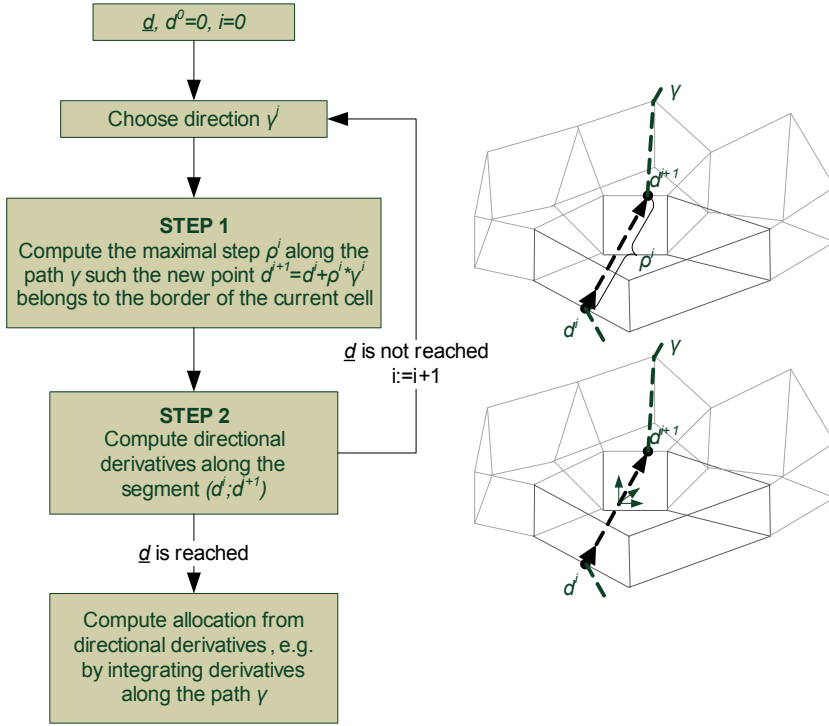 d, d⁰=0, i=0
Choose direction γʲ
STEP 1
Compute the maximal step ρⁱ along the
path γ such the new point dⁱ⁺¹=dⁱ+ρⁱ*γⁱ
belongs to the border of the current cell
d is not reached
i:=i+1
STEP 2
Compute directional
derivatives along the
segment (dⁱ;dⁱ⁺¹)
d is reached
Compute allocation from
directional derivatives, e.g.
by integrating derivatives
along the path γ
γ
dⁱ⁺¹
ρⁱ
dⁱ
γ
dⁱ⁺¹
dⁱ